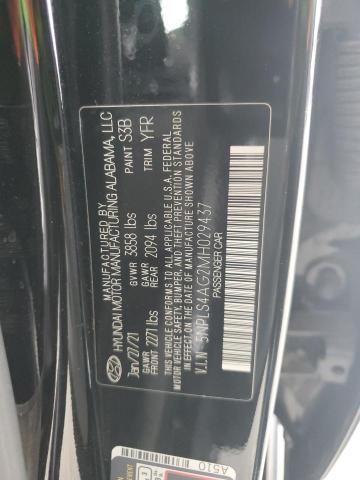 MANUFACTURED BY
HYUNDAI MOTOR MANUFACTURING ALABAMA, LLC
Jan/27/21 GVWR 3858 lbs PAINT S3B
GAWR FRONT 2271 lbs GAWR REAR 2094 lbs TRIM YFR
THIS VEHICLE CONFORMS TO ALL APPLICABLE U.S. FEDERAL
MOTOR VEHICLE SAFETY, BUMPER, AND THEFT PREVENTION STANDARDS
IN EFFECT ON THE DATE OF MANUFACTURE SHOWN ABOVE.
V.I.N 5NPLS4AG2MH029437
PASSENGER CAR
A510